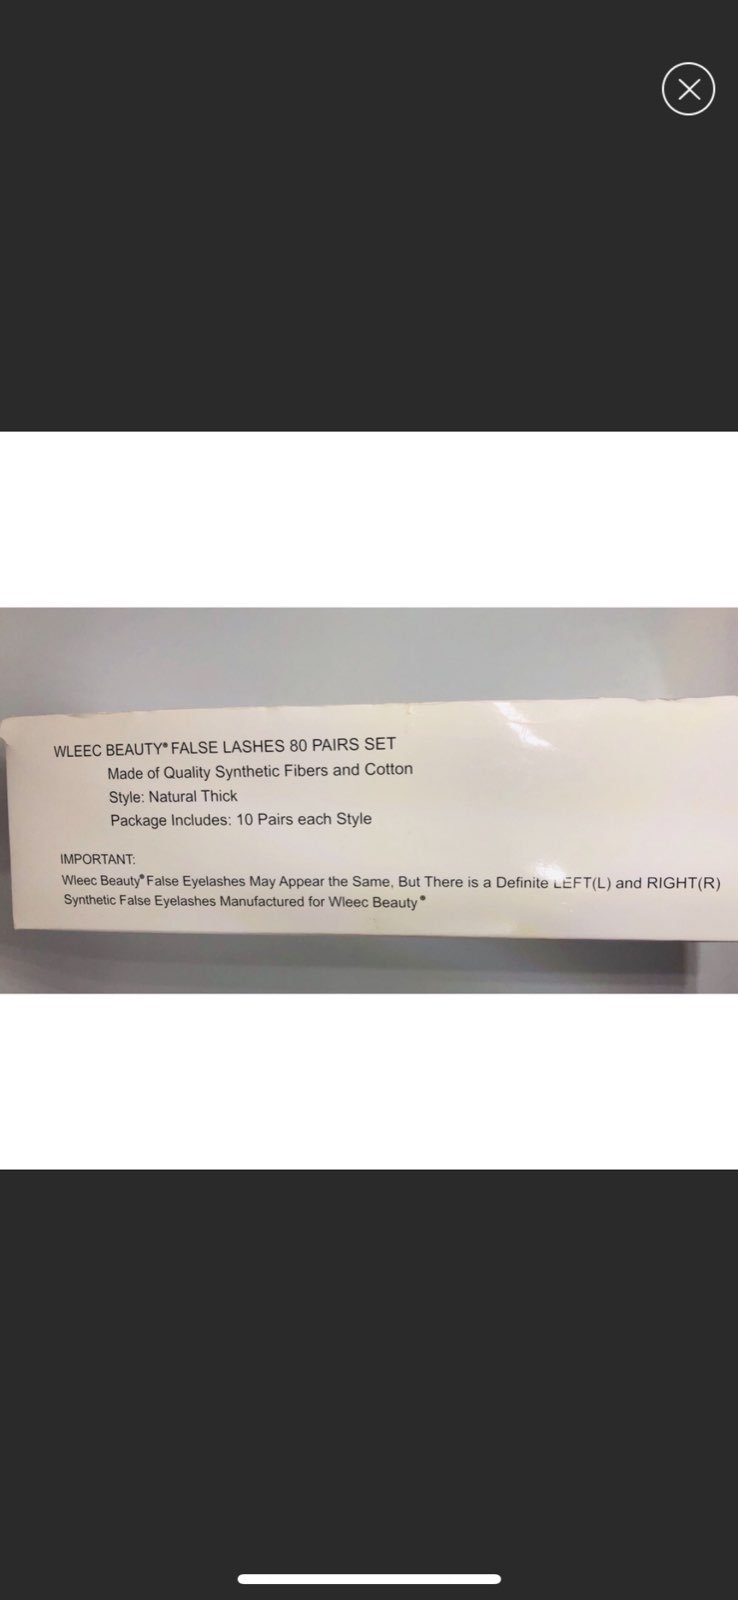 WLEEC BEAUTY® FALSE LASHES 80 PAIRS SET
Made of Quality Synthetic Fibers and Cotton
Style: Natural Thick
Package Includes: 10 Pairs each Style
IMPORTANT:
Wleec Beauty® False Eyelashes May Appear the Same, But There is a Definite LEFT(L) and RIGHT(R)
Synthetic False Eyelashes Manufactured for Wleec Beauty®